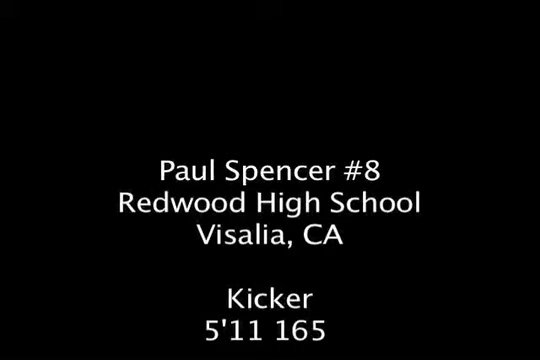 Paul Spencer #8
Redwood High School
Visalia, CA
Kicker
5'11 165